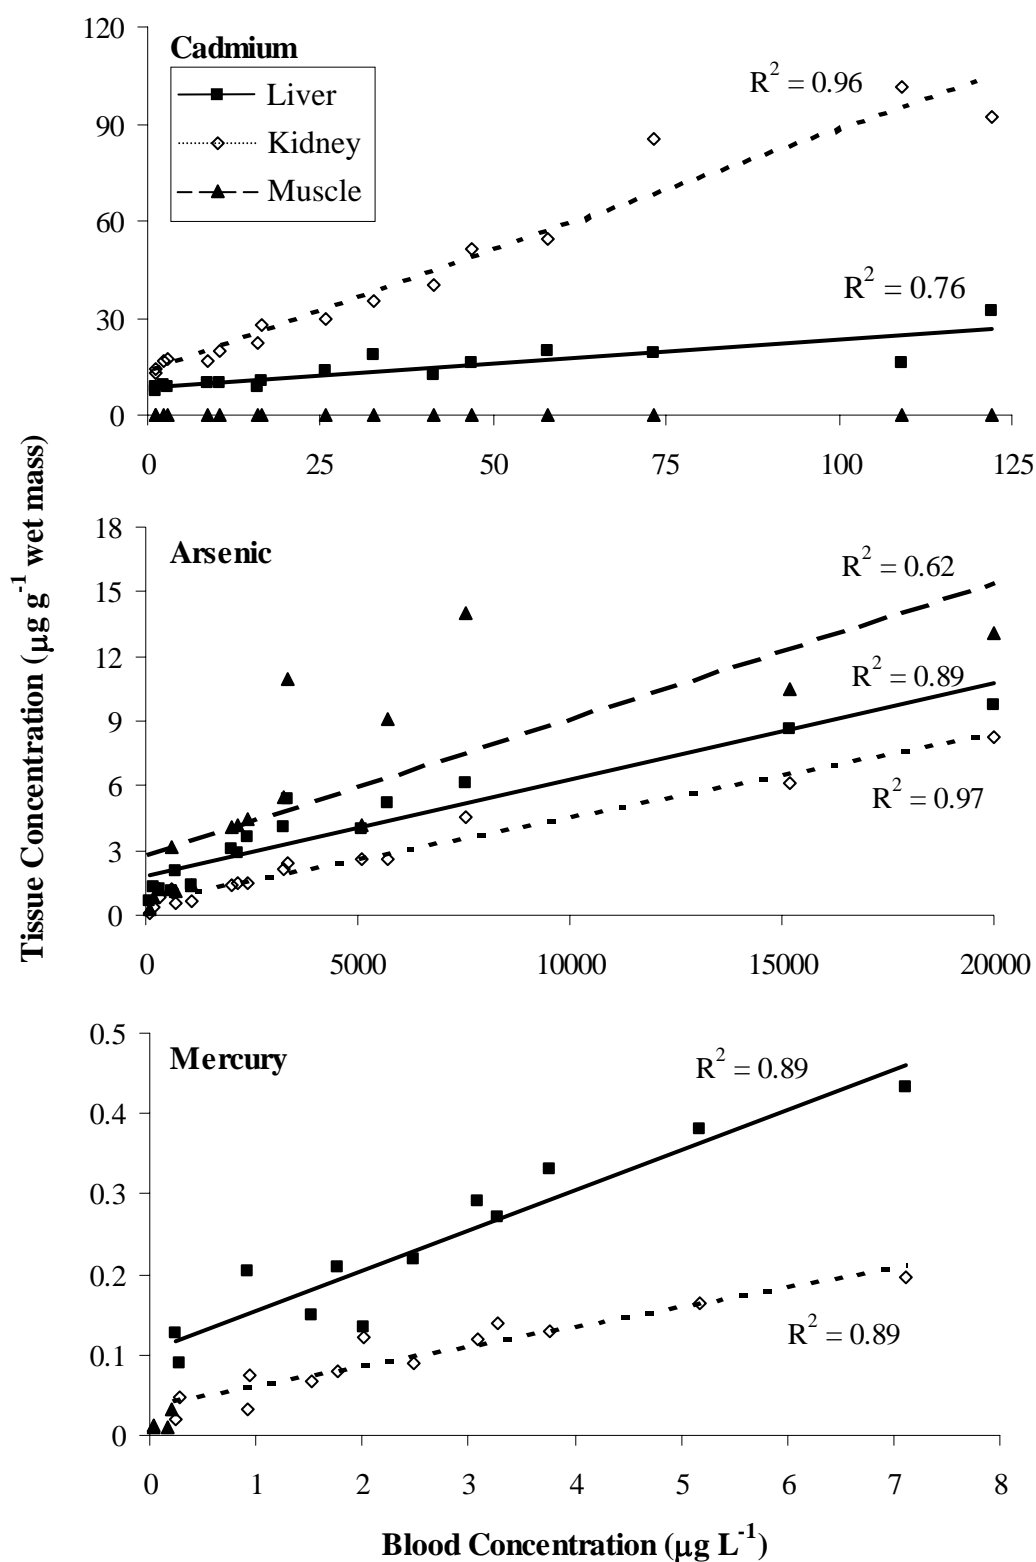 120
90
60
30
0
Cadmium
Liver
Kidney
Muscle
R² = 0.96
R² = 0.76
0 25 50 75 100 125
Tissue Concentration (µg g⁻¹ wet mass)
18
15
12
9
6
3
0
Arsenic
R² = 0.62
R² = 0.89
R² = 0.97
0 5000 10000 15000 20000
0.5
0.4
0.3
0.2
0.1
0
Mercury
R² = 0.89
R² = 0.89
0 1 2 3 4 5 6 7 8
Blood Concentration (µg L⁻¹)